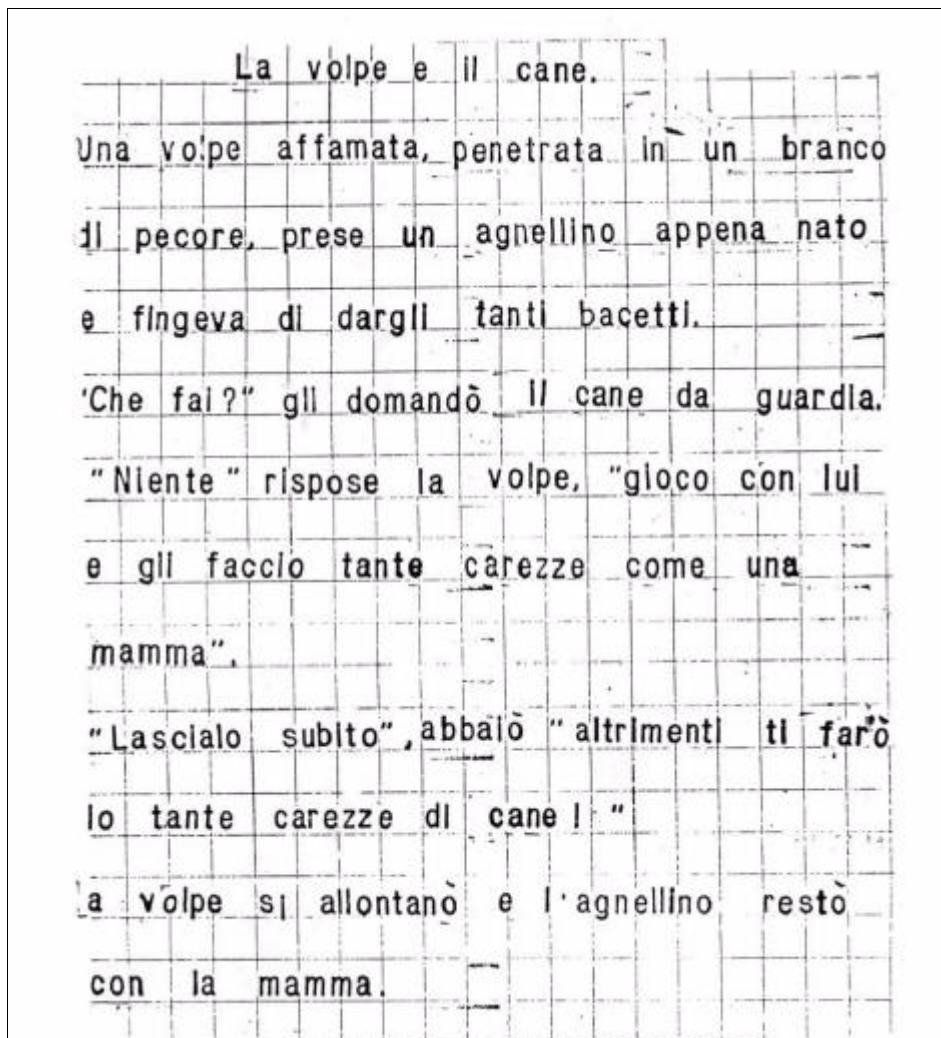 La volpe e il cane.
Una volpe affamata, penetrata in un branco
di pecore, prese un agnellino appena nato
e fingeva di dargli tanti bacetti.
"Che fai?" gli domandò il cane da guardia.
"Niente" rispose la volpe, "gioco con lui
e gli faccio tante carezze come una
mamma".
"Lascialo subito", abbaiò "altrimenti ti farò
io tante carezze di cane! "
La volpe si allontanò e l'agnellino restò
con la mamma.